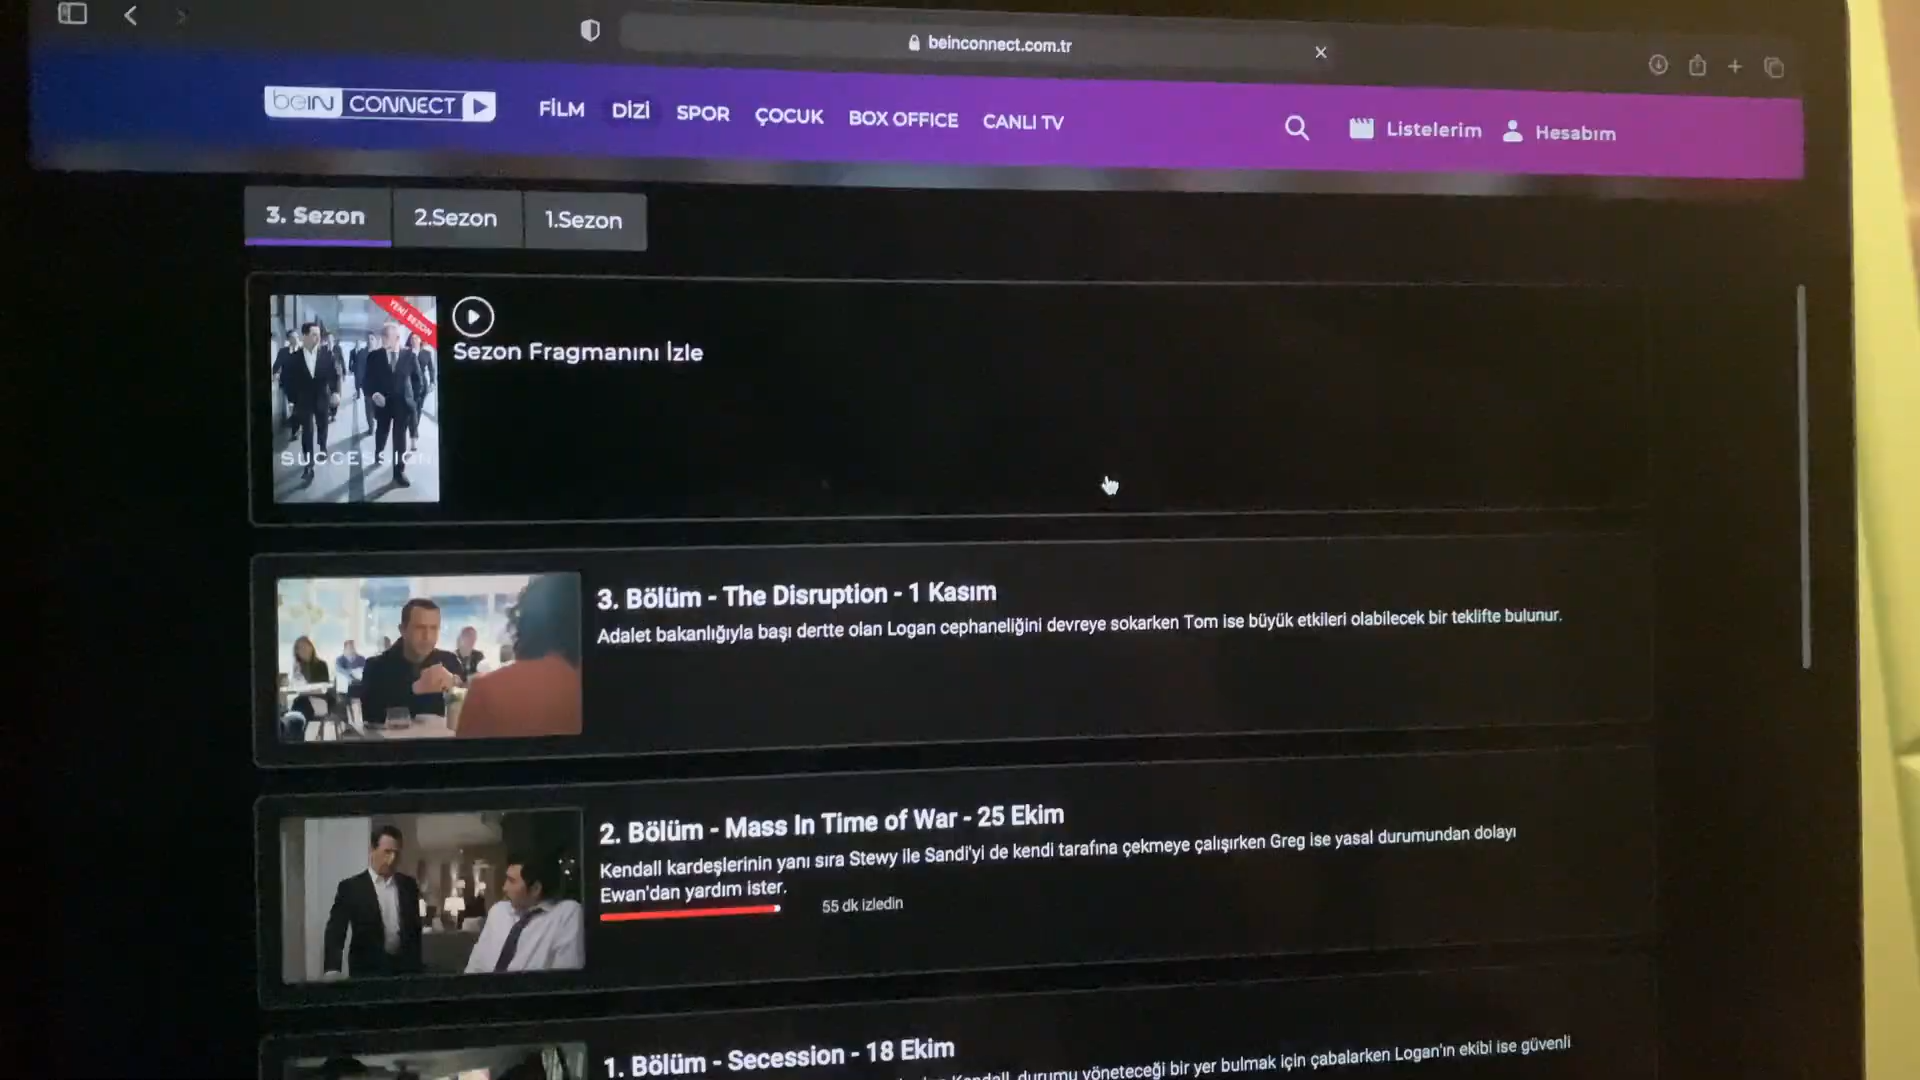 beinconnect.com.tr
beIN CONNECT
FİLM DİZİ SPOR ÇOCUK BOX OFFICE CANLI TV
Listelerim Hesabım
3. Sezon 2.Sezon 1.Sezon
YENİ SEZON
SUCCESSION
Sezon Fragmanını İzle
3. Bölüm - The Disruption - 1 Kasım
Adalet bakanlığıyla başı dertte olan Logan cephaneliğini devreye sokarken Tom ise büyük etkileri olabilecek bir teklifte bulunur.
2. Bölüm - Mass In Time of War - 25 Ekim
Kendall kardeşlerinin yanı sıra Stewy ile Sandi'yi de kendi tarafına çekmeye çalışırken Greg ise yasal durumundan dolayı
Ewan'dan yardım ister.
55 dk izledin
1. Bölüm - Secession - 18 Ekim
Kendall, durumu yöneteceği bir yer bulmak için çabalarken Logan'ın ekibi ise güvenli